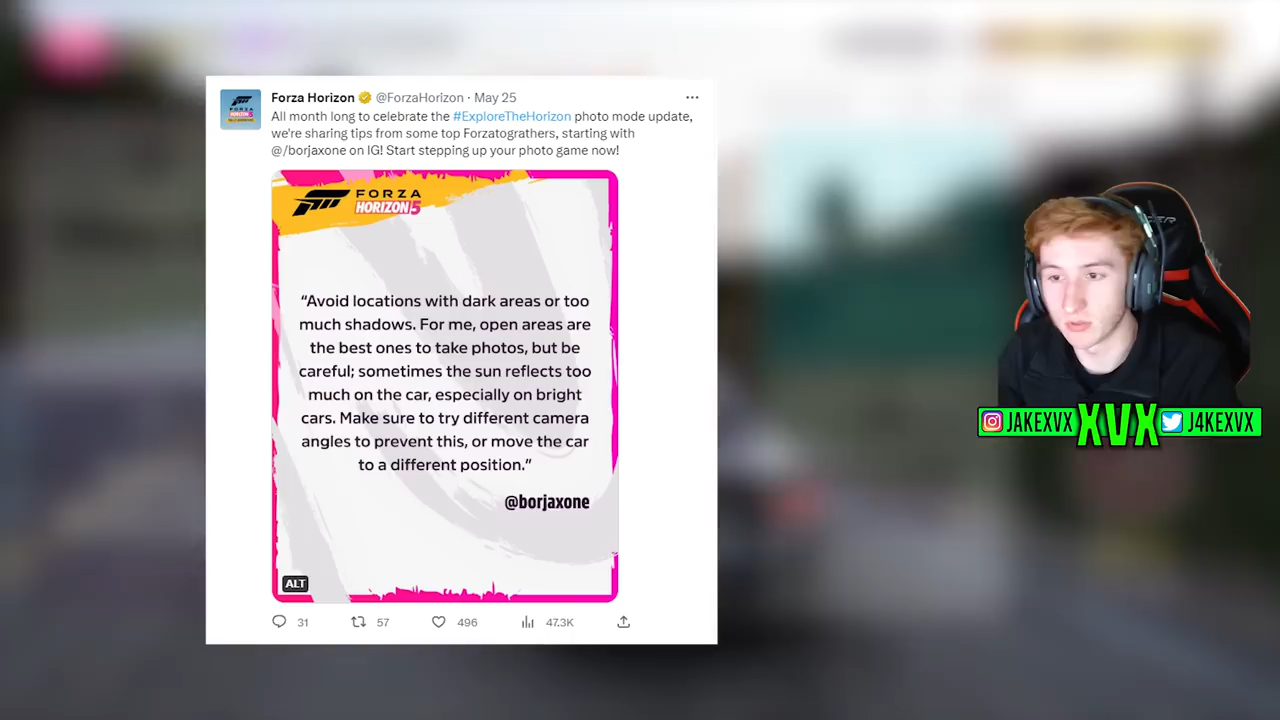 Forza Horizon @ForzaHorizon · May 25
All month long to celebrate the #ExploreTheHorizon photo mode update,
we're sharing tips from some top Forzatograthers, starting with
@/borjaxone on IG! Start stepping up your photo game now!
FORZA
HORIZON 5
“Avoid locations with dark areas or too
much shadows. For me, open areas are
the best ones to take photos, but be
careful; sometimes the sun reflects too
much on the car, especially on bright
cars. Make sure to try different camera
angles to prevent this, or move the car
to a different position.”
@borjaxone
ALT
31 57 496 47.3K
JAKEXVX XVX J4KEXVX